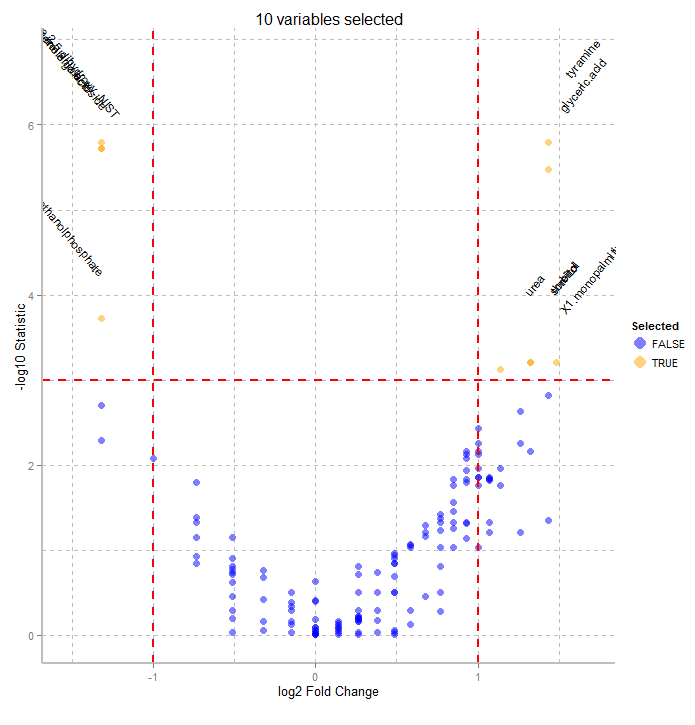 10 variables selected
tyramine
glyceric.acid
NIST
ethanolphosphate
urea
X1.monopalmit
6
4
2
0
-log10 Statistic
-1
0
1
log2 Fold Change
Selected
FALSE
TRUE